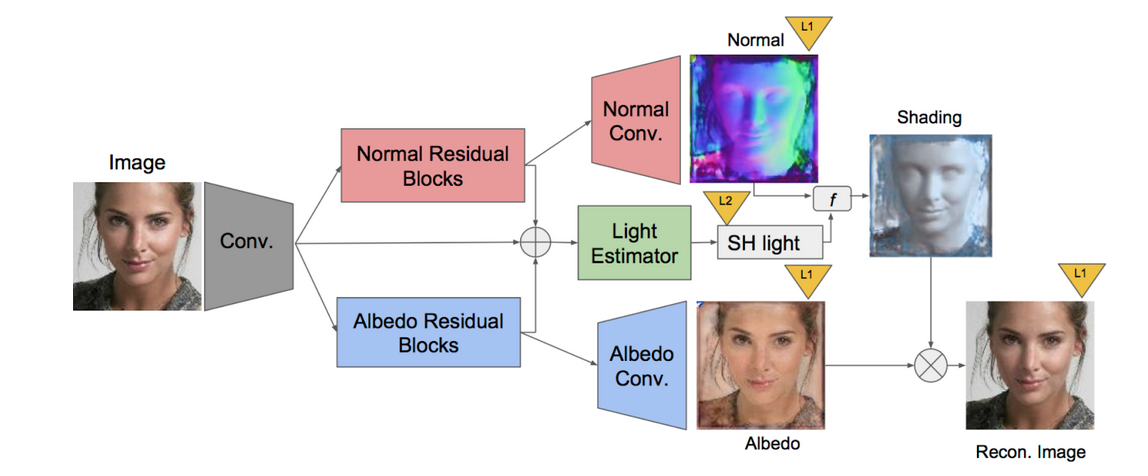 Image
Conv.
Normal Residual
Blocks
Albedo Residual
Blocks
Normal
Conv.
Normal
L1
Light
Estimator
L2
SH light
f
Shading
Albedo
Conv.
L1
Albedo
L1
Recon. Image